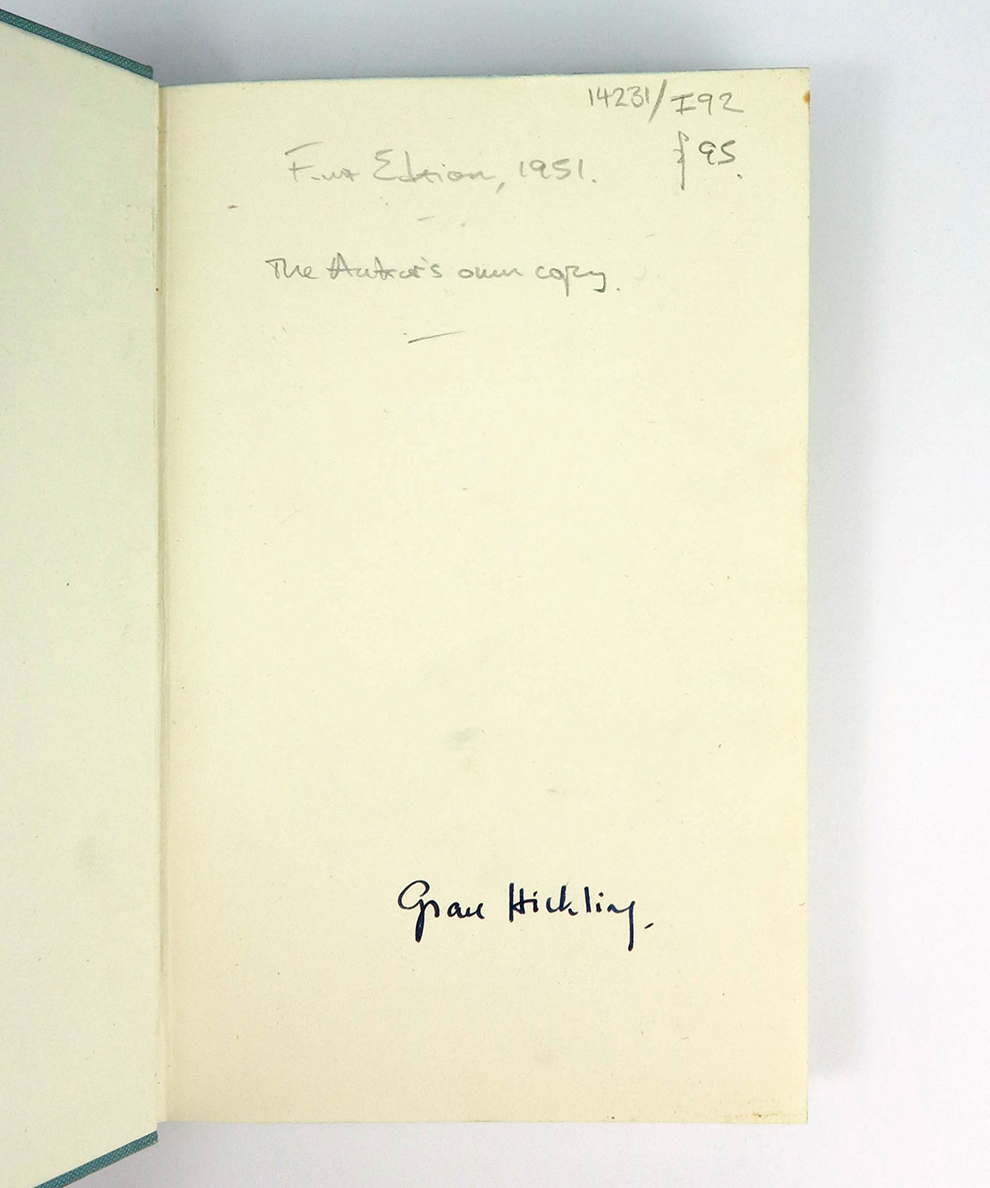 14231/I92
£95.
First Edition, 1951.
The Author's own copy.
Grace Hickling.